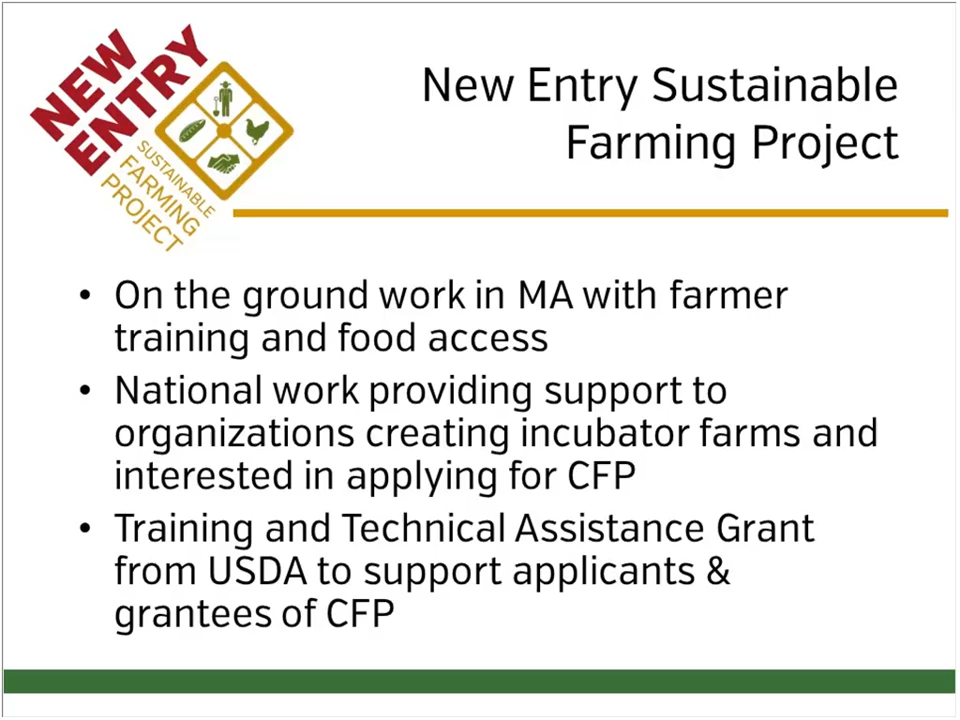 NEW
ENTRY
SUSTAINABLE
FARMING
PROJECT
New Entry Sustainable
Farming Project
• On the ground work in MA with farmer
training and food access
• National work providing support to
organizations creating incubator farms and
interested in applying for CFP
• Training and Technical Assistance Grant
from USDA to support applicants &
grantees of CFP